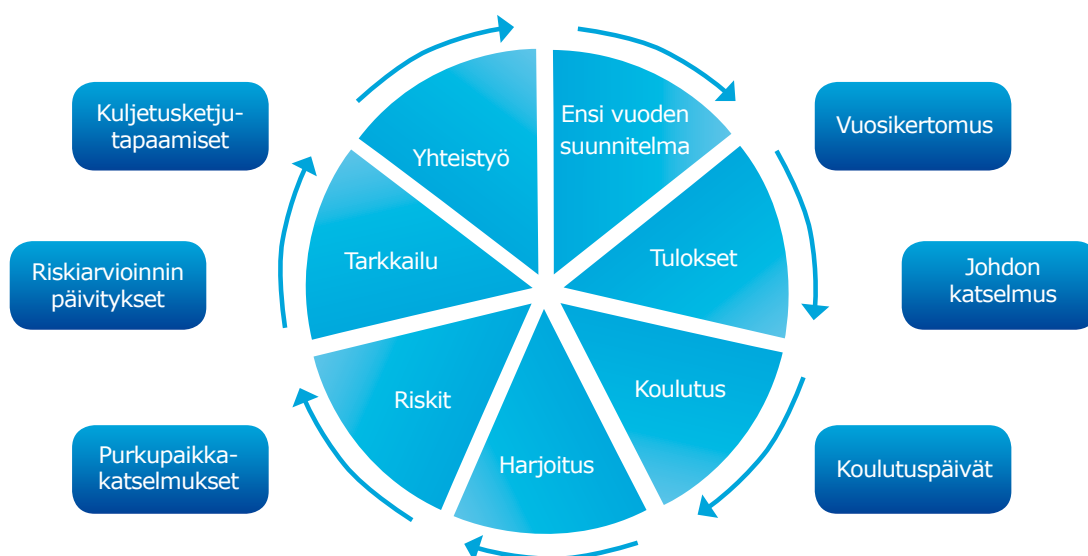 Ensi vuoden
suunnitelma
Tulokset
Koulutus
Harjoitus
Riskit
Tarkkailu
Yhteistyö
Vuosikertomus
Johdon
katselmus
Koulutuspäivät
Purkupaikka-
katselmukset
Riskiarvioinnin
päivitykset
Kuljetusketju-
tapaamiset